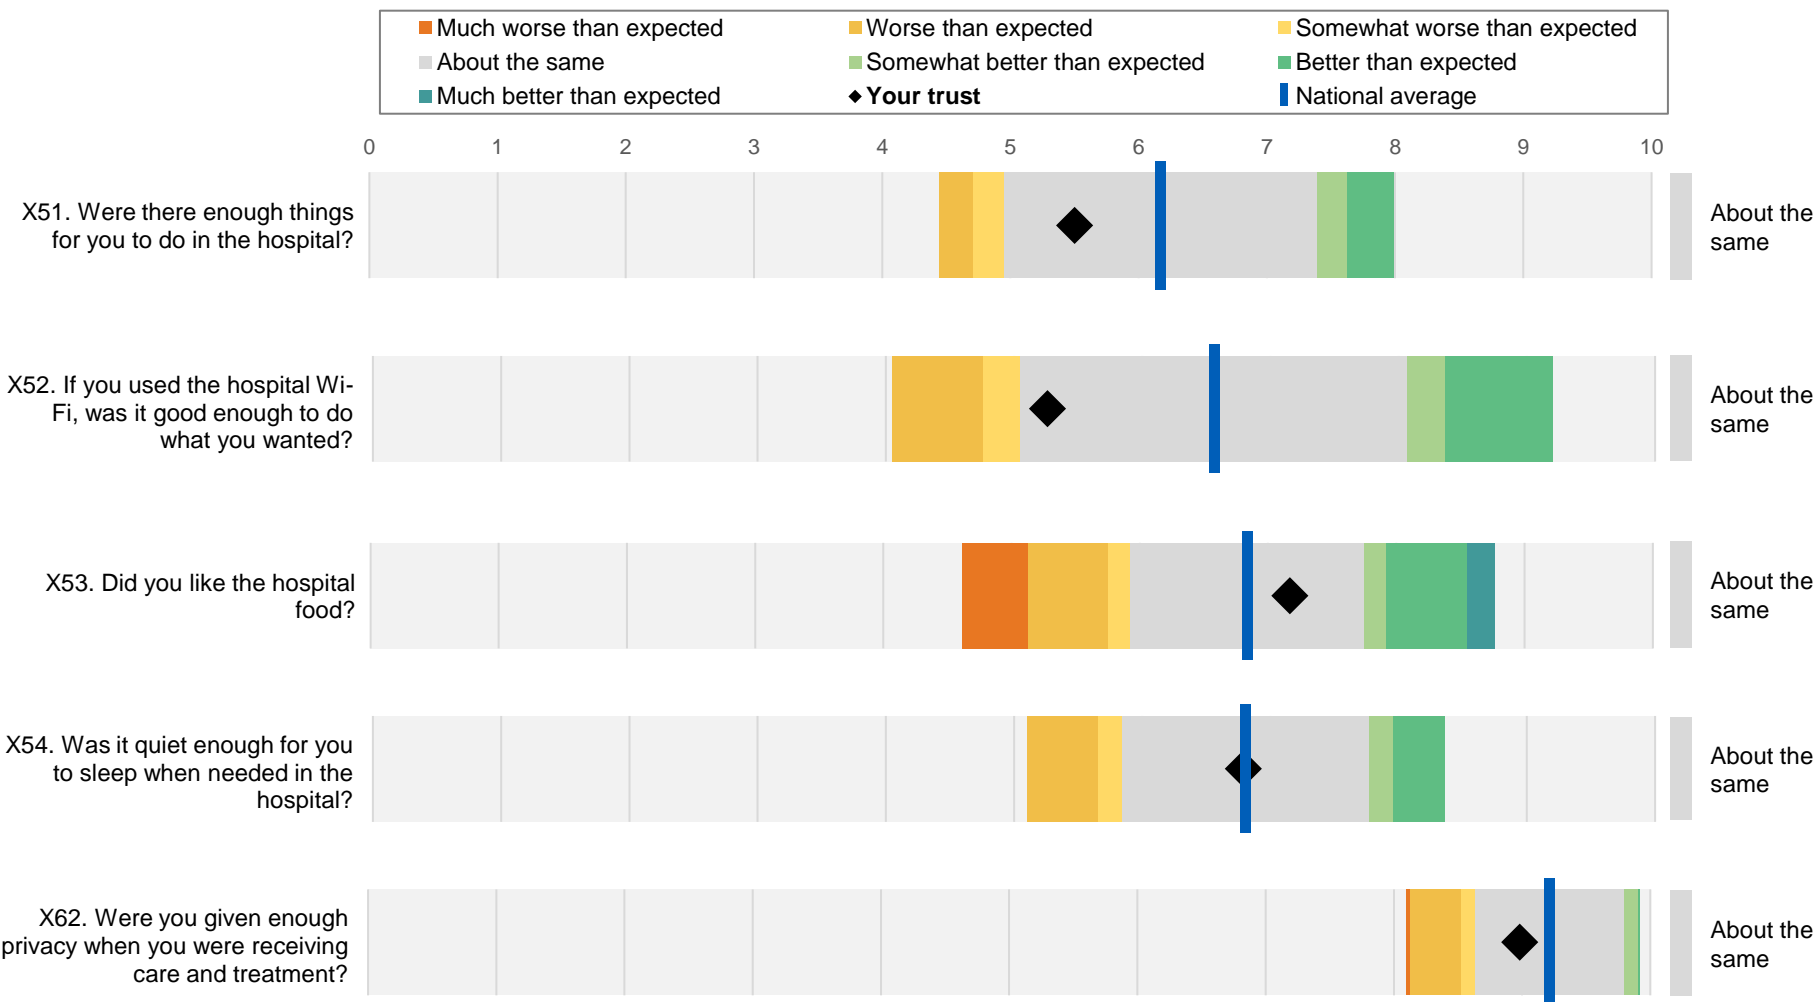 Much worse than expected
Worse than expected
Somewhat worse than expected
About the same
Somewhat better than expected
Better than expected
Much better than expected
Your trust
National average
0 1 2 3 4 5 6 7 8 9 10
X51. Were there enough things
for you to do in the hospital?
About the
same
X52. If you used the hospital Wi-
Fi, was it good enough to do
what you wanted?
About the
same
X53. Did you like the hospital
food?
About the
same
X54. Was it quiet enough for you
to sleep when needed in the
hospital?
About the
same
X62. Were you given enough
privacy when you were receiving
care and treatment?
About the
same